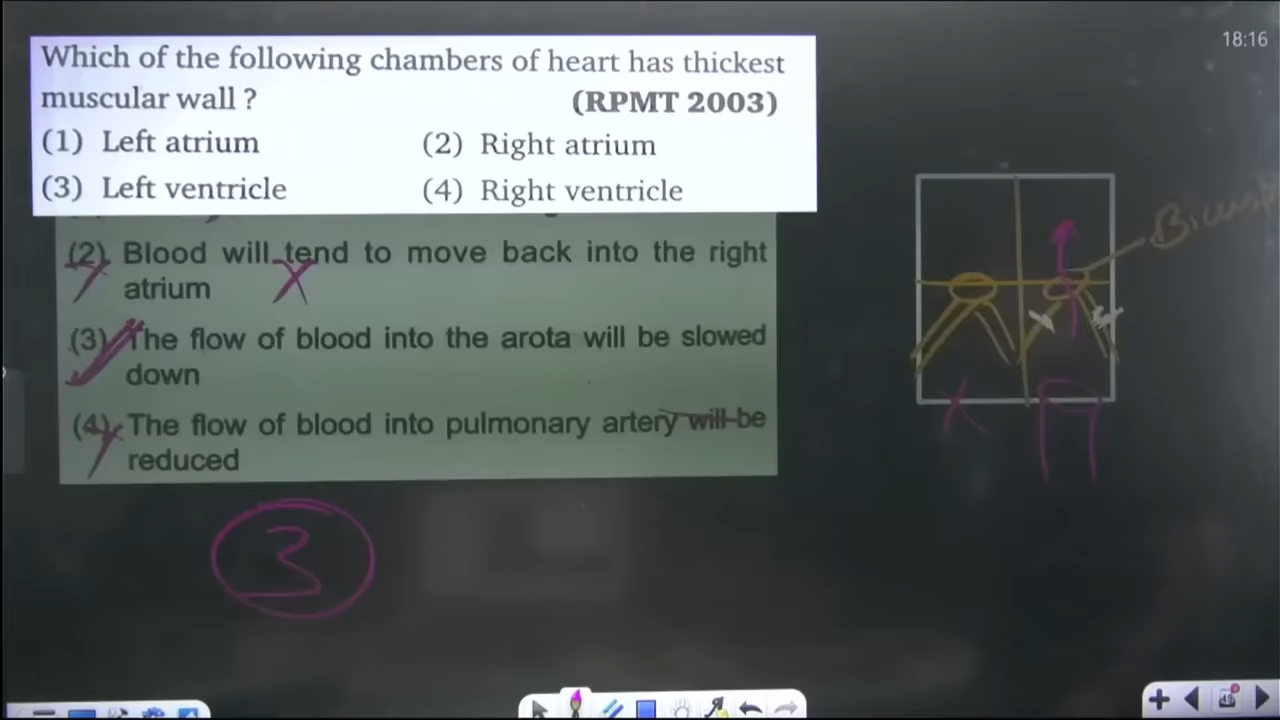 18:16
Which of the following chambers of heart has thickest
muscular wall ? (RPMT 2003)
(1) Left atrium (2) Right atrium
(3) Left ventricle (4) Right ventricle
(2) Blood will tend to move back into the right
atrium
(3) The flow of blood into the arota will be slowed
down
(4) The flow of blood into pulmonary artery will be
reduced
3